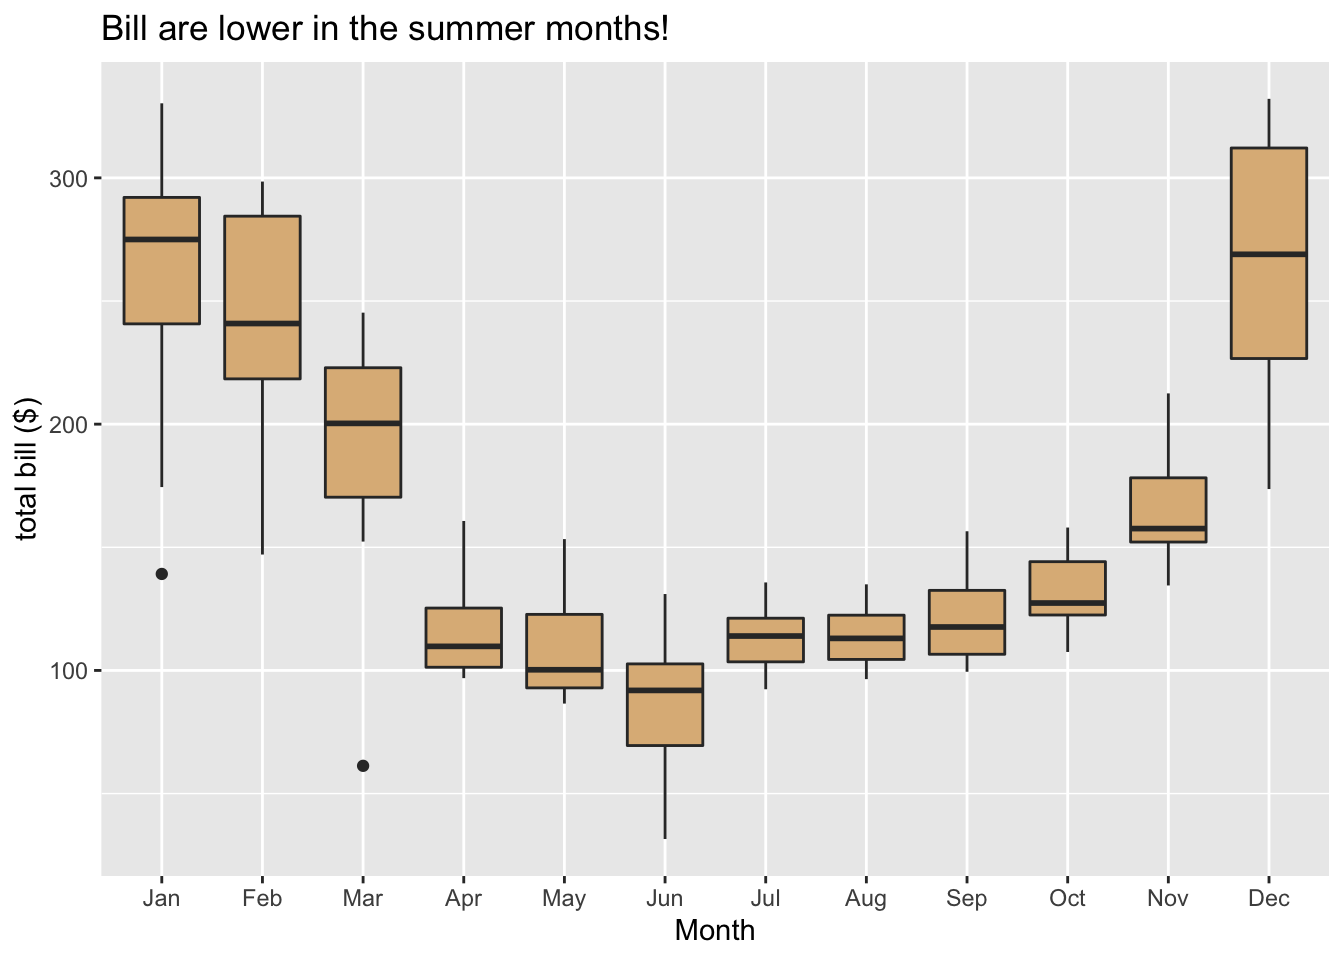 Bill are lower in the summer months!
total bill ($)
300
200
100
Jan Feb Mar Apr May Jun Jul Aug Sep Oct Nov Dec
Month